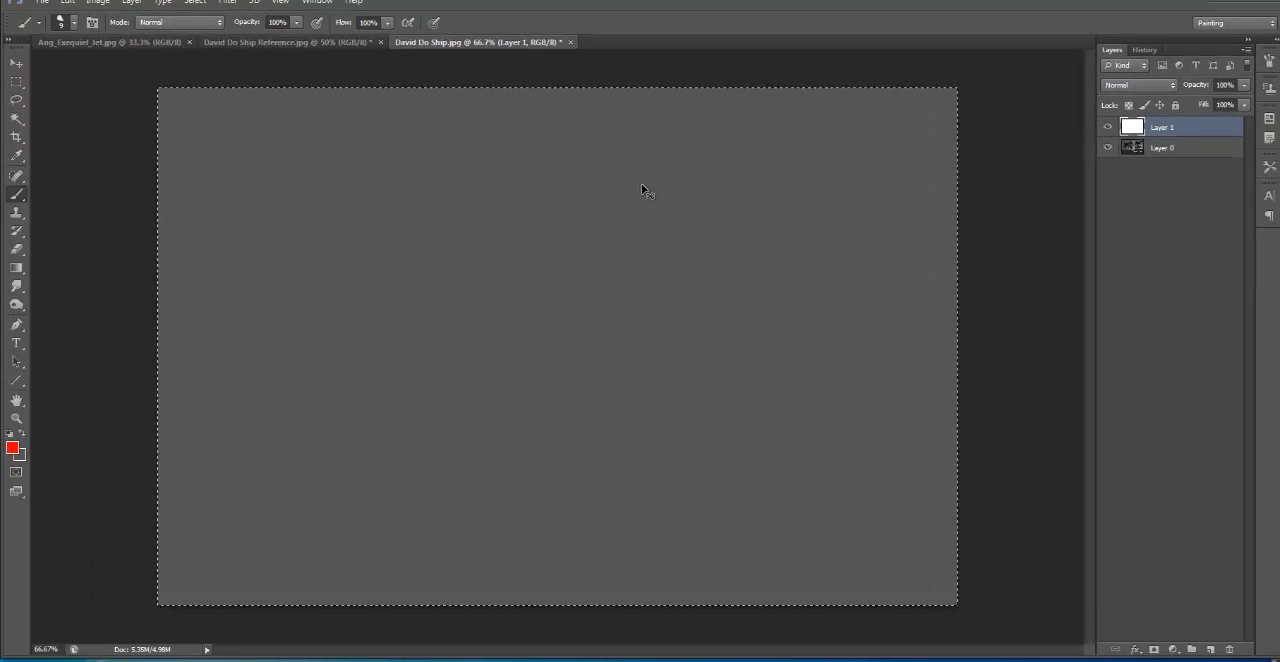 File Edit Image Layer Type Select Filter 3D View Window Help
9 Mode: Normal Opacity: 100% Flow: 100% Painting
Ang_Exequiel_Jet.jpg @ 33.3% (RGB/8) × David Do Ship Reference.jpg @ 50% (RGB/8) * × David Do Ship.jpg @ 66.7% (Layer 1, RGB/8) * ×
Layers History
Kind
Normal Opacity: 100%
Lock: Fill: 100%
Layer 1
Layer 0
66.67% Doc: 5.35M/4.98M